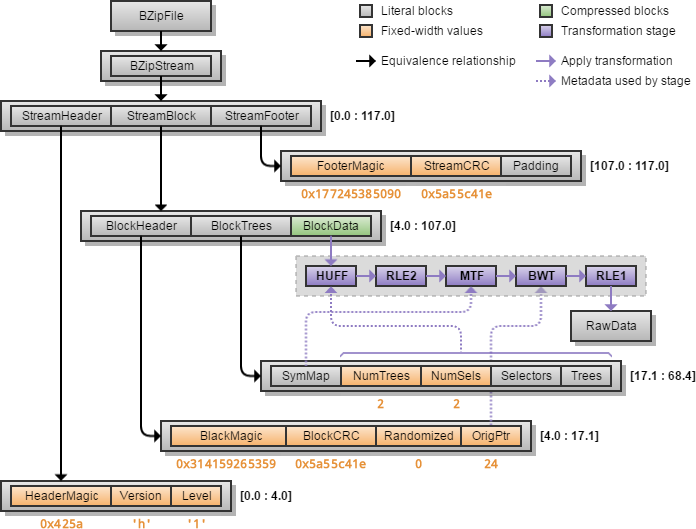 BZipFile
Literal blocks
Compressed blocks
Fixed-width values
Transformation stage
BZipStream
Equivalence relationship
Apply transformation
Metadata used by stage
StreamHeader StreamBlock StreamFooter [0.0 : 117.0]
FooterMagic StreamCRC Padding [107.0 : 117.0]
0x177245385090 0x5a55c41e
BlockHeader BlockTrees BlockData [4.0 : 107.0]
HUFF RLE2 MTF BWT RLE1
RawData
SymMap NumTrees NumSels Selectors Trees [17.1 : 68.4]
2 2
BlackMagic BlockCRC Randomized OrigPtr [4.0 : 17.1]
0x314159265359 0x5a55c41e 0 24
HeaderMagic Version Level [0.0 : 4.0]
0x425a 'h' '1'